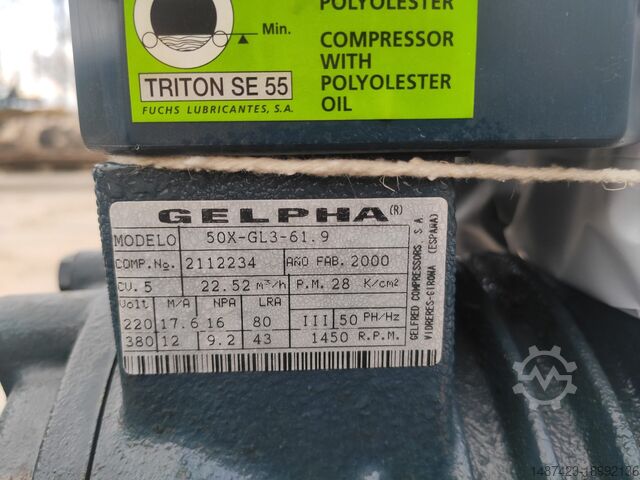 POLYOLESTER
Min.
COMPRESSOR
WITH
POLYOLESTER
OIL
TRITON SE 55
FUCHS LUBRICANTES, S.A.
GELPHA (R)
MODELO 50X-GL3-61.9
COMP.No. 2112234 AÑO FAB. 2000
CV. 5 22.52 m³/h P.M. 28 K/cm²
Volt M/A NPA LRA
220 17.6 16 80 III 50 PH/Hz
380 12 9.2 43 1450 R.P.M.
GELFRED COMPRESSORS S.A.
VIDRERES-GIRONA (ESPAÑA)
1487423-18992136